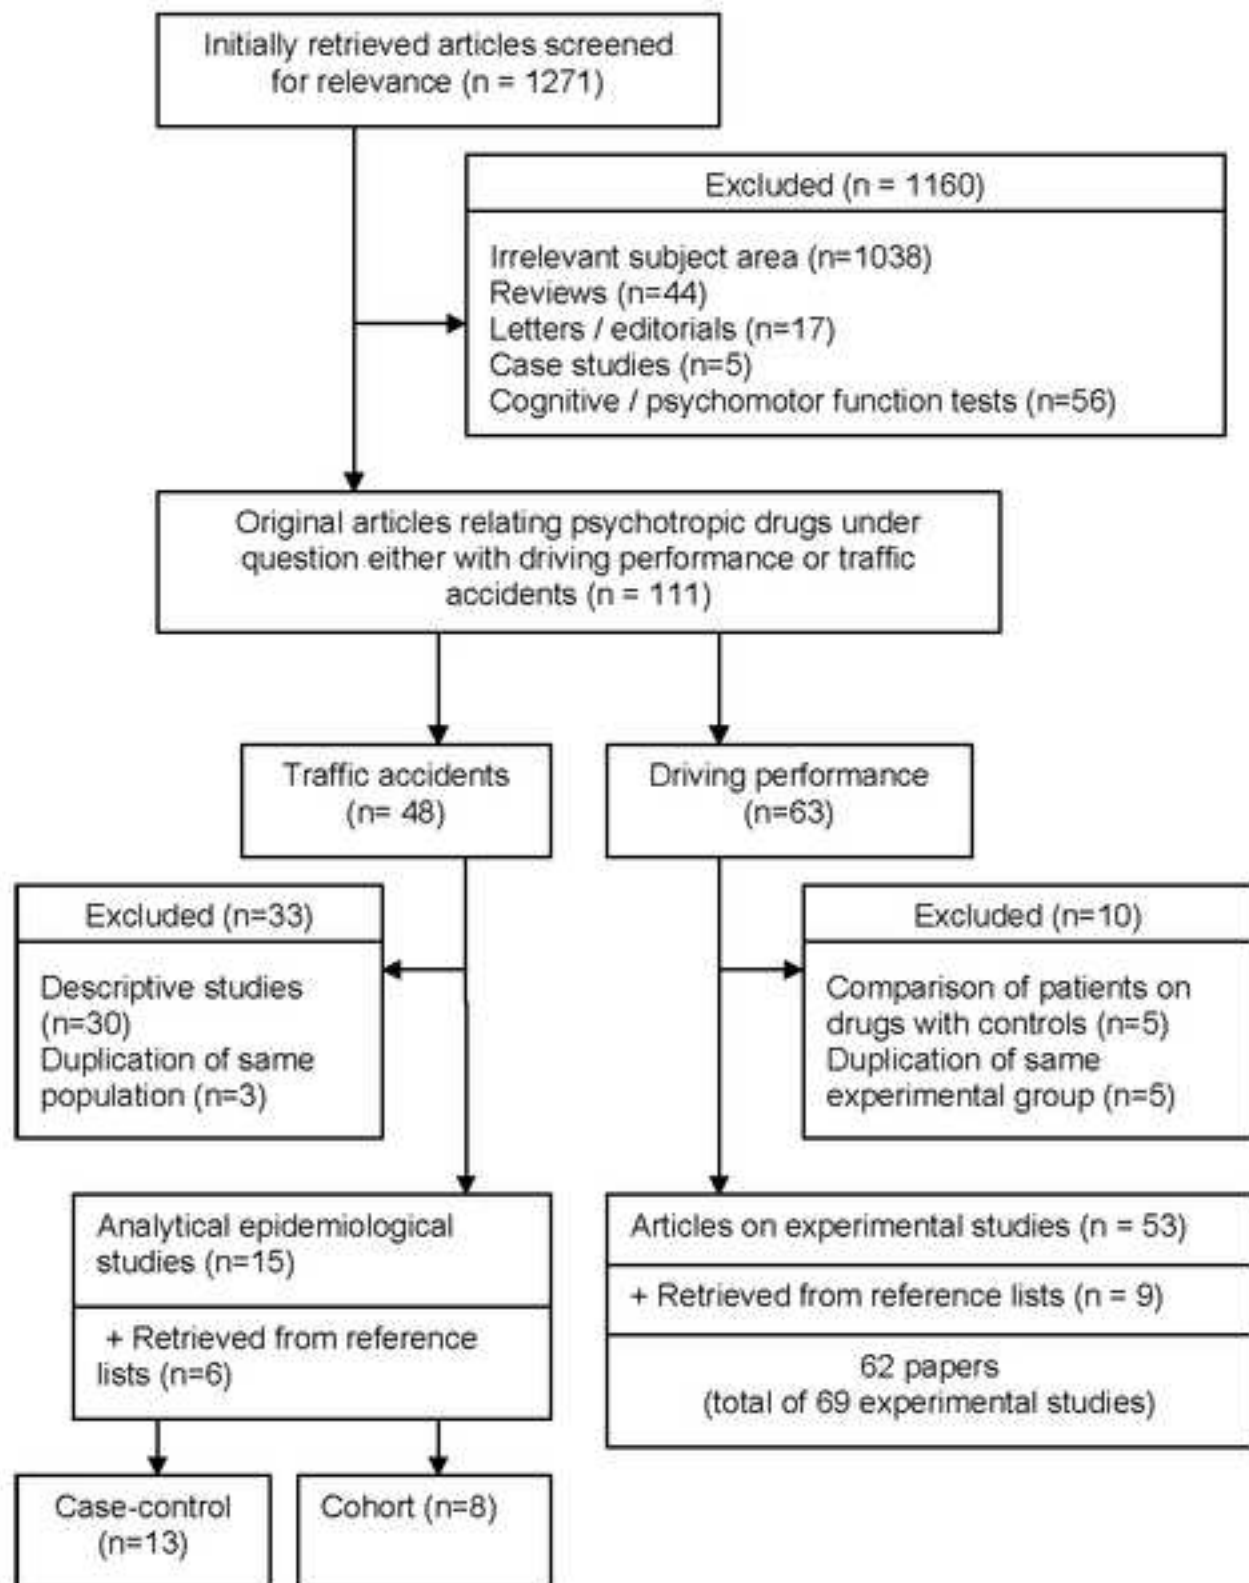 Initially retrieved articles screened
for relevance (n = 1271)
Excluded (n = 1160)
Irrelevant subject area (n=1038)
Reviews (n=44)
Letters / editorials (n=17)
Case studies (n=5)
Cognitive / psychomotor function tests (n=56)
Original articles relating psychotropic drugs under
question either with driving performance or traffic
accidents (n = 111)
Traffic accidents
(n= 48)
Driving performance
(n=63)
Excluded (n=33)
Descriptive studies
(n=30)
Duplication of same
population (n=3)
Excluded (n=10)
Comparison of patients on
drugs with controls (n=5)
Duplication of same
experimental group (n=5)
Analytical epidemiological
studies (n=15)
+ Retrieved from reference
lists (n=6)
Articles on experimental studies (n = 53)
+ Retrieved from reference lists (n = 9)
62 papers
(total of 69 experimental studies)
Case-control
(n=13)
Cohort (n=8)